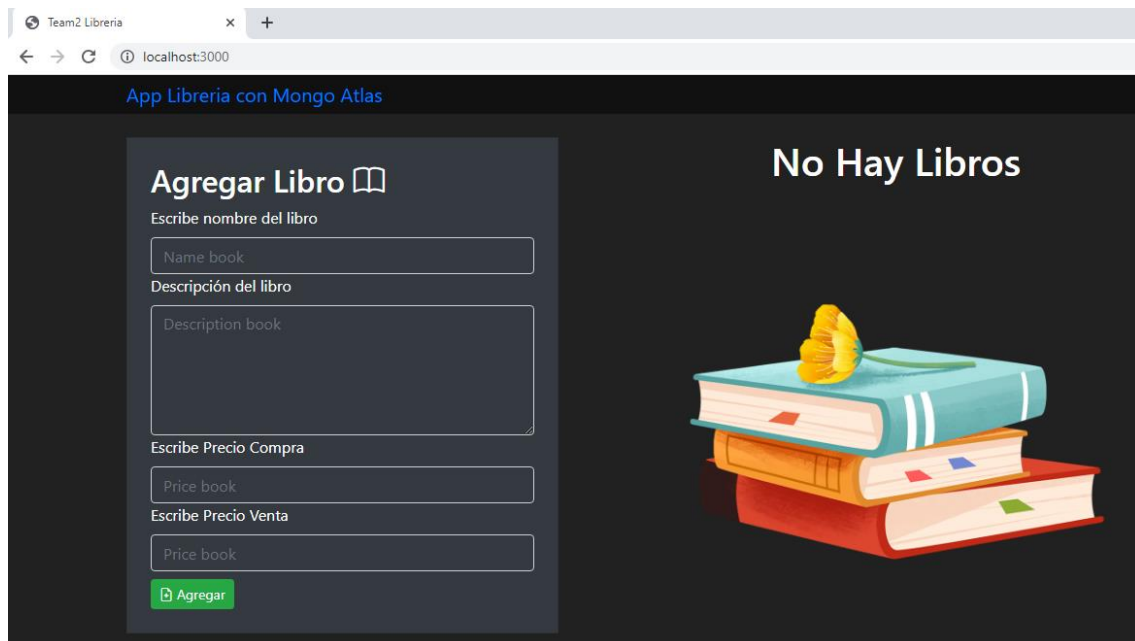 Team2 Libreria
localhost:3000
App Libreria con Mongo Atlas
Agregar Libro
Escribe nombre del libro
Name book
Descripción del libro
Description book
Escribe Precio Compra
Price book
Escribe Precio Venta
Price book
Agregar
No Hay Libros